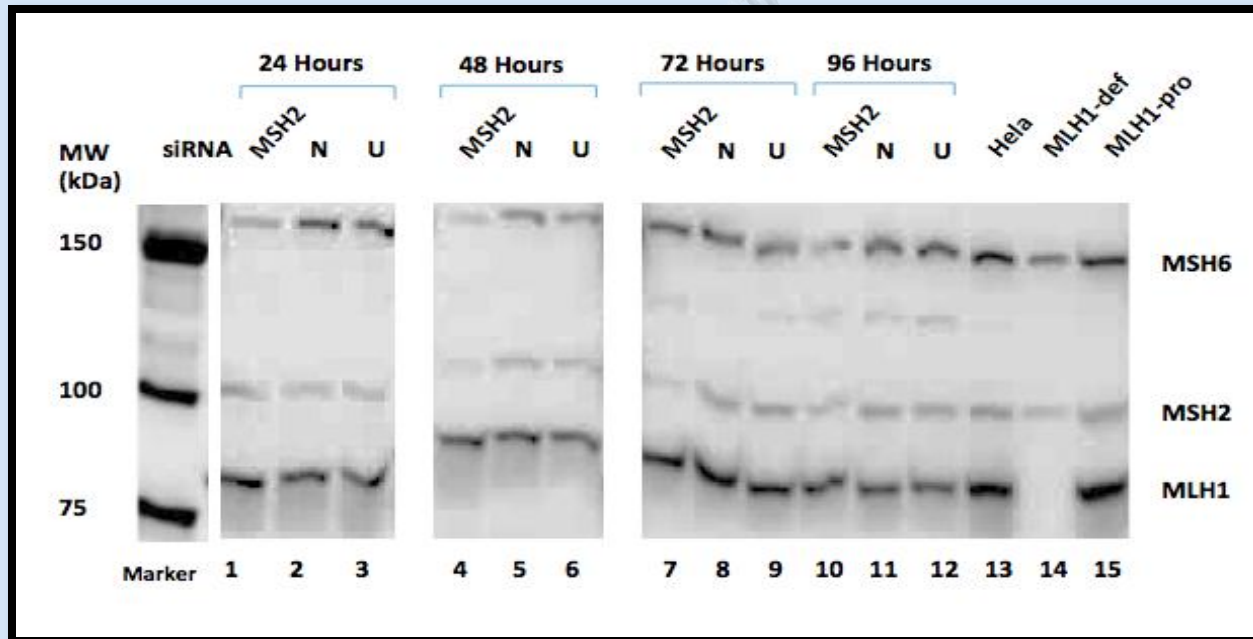 24 Hours 48 Hours 72 Hours 96 Hours
siRNA MSH2 N U MSH2 N U MSH2 N U MSH2 N U Hela MLH1-def MLH1-pro
MW
(kDa)
150
MSH6
100
MSH2
75
MLH1
Marker 1 2 3 4 5 6 7 8 9 10 11 12 13 14 15